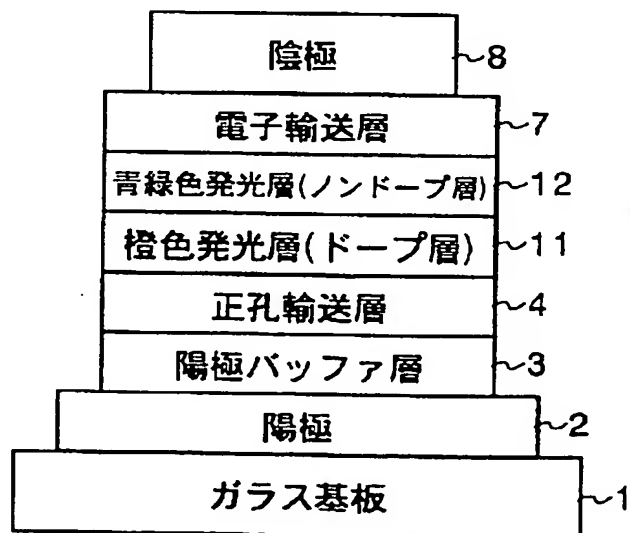 陰極 8
電子輸送層 7
青緑色発光層(ノンドープ層) 12
橙色発光層(ドープ層) 11
正孔輸送層 4
陽極バッファ層 3
陽極 2
ガラス基板 1